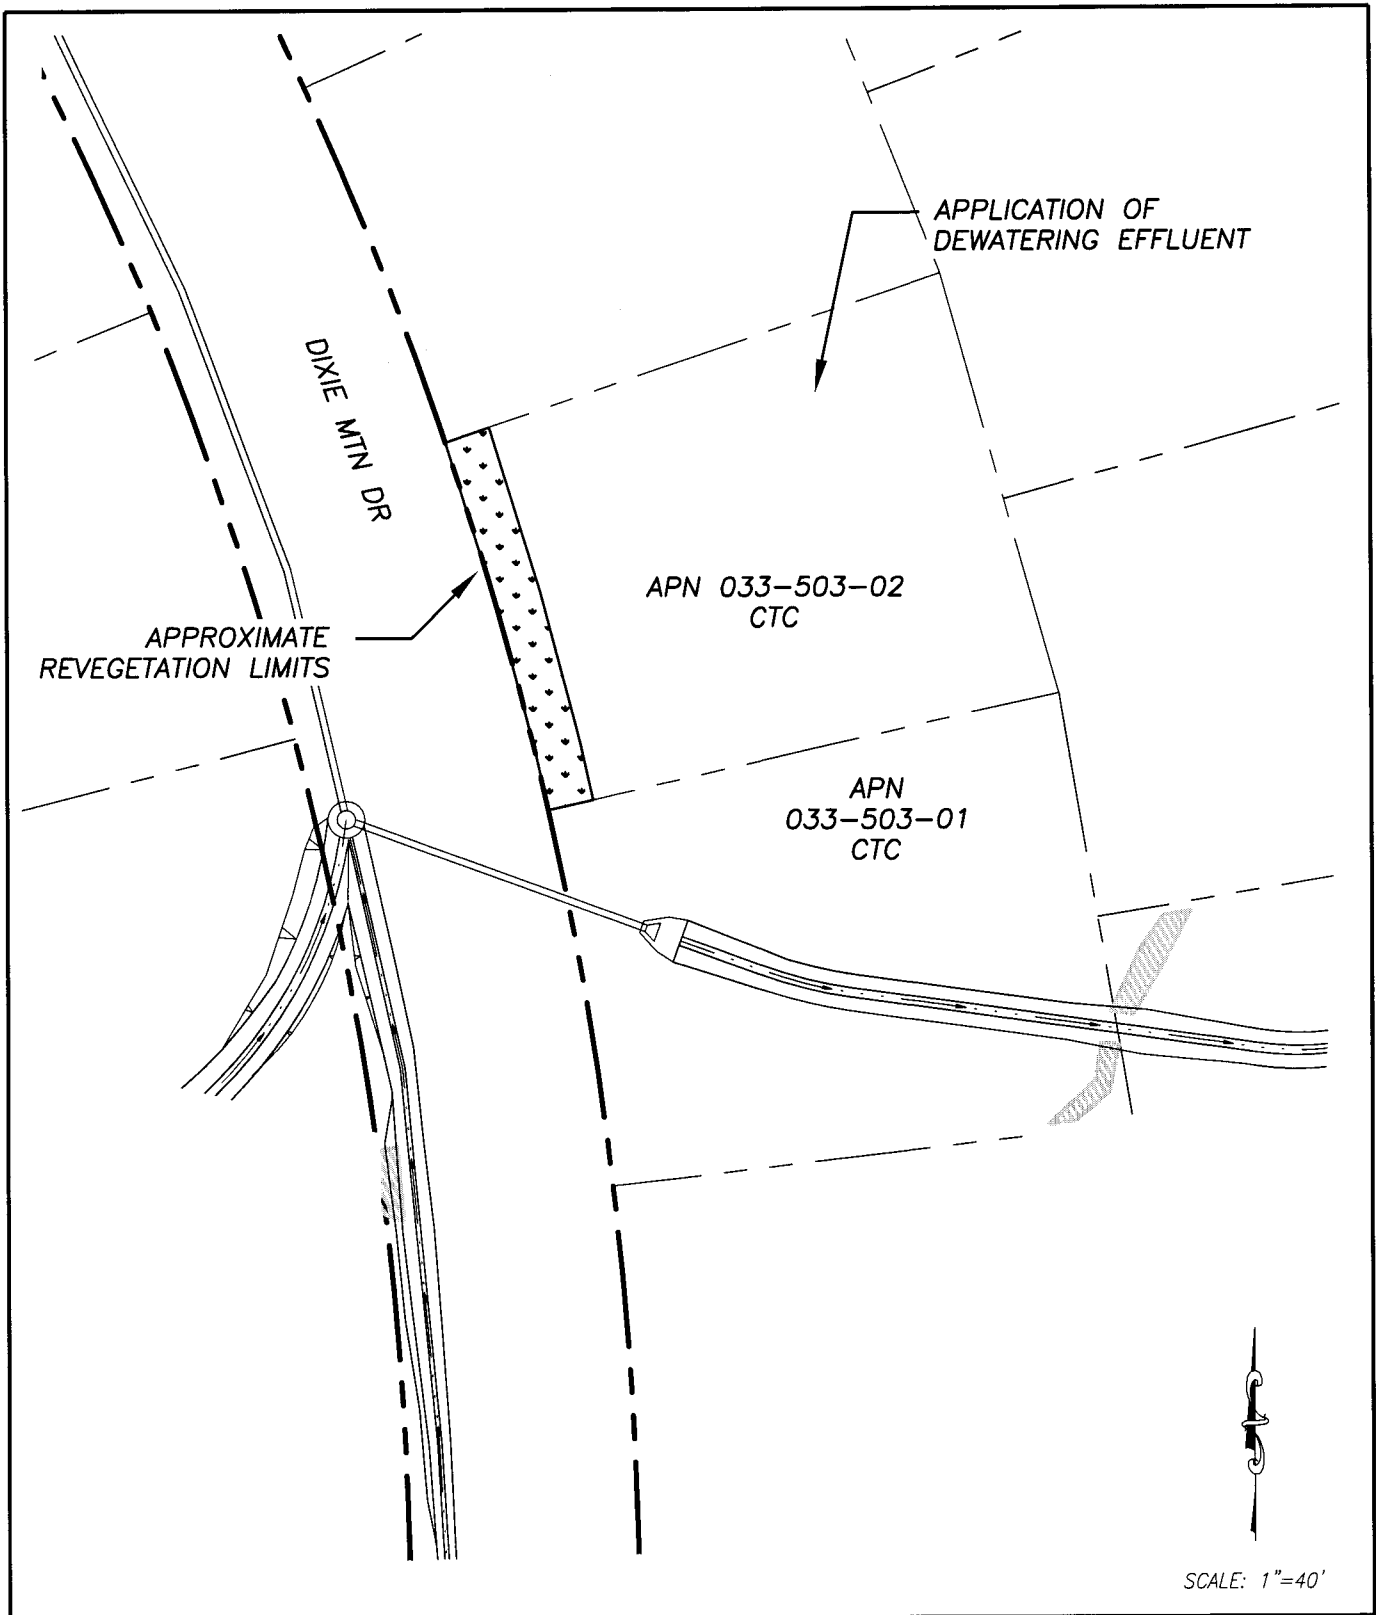 APPLICATION OF
DEWATERING EFFLUENT
DIXIE MTN DR
APN 033-503-02
CTC
APPROXIMATE
REVEGETATION LIMITS
APN
033-503-01
CTC
SCALE: 1"=40'